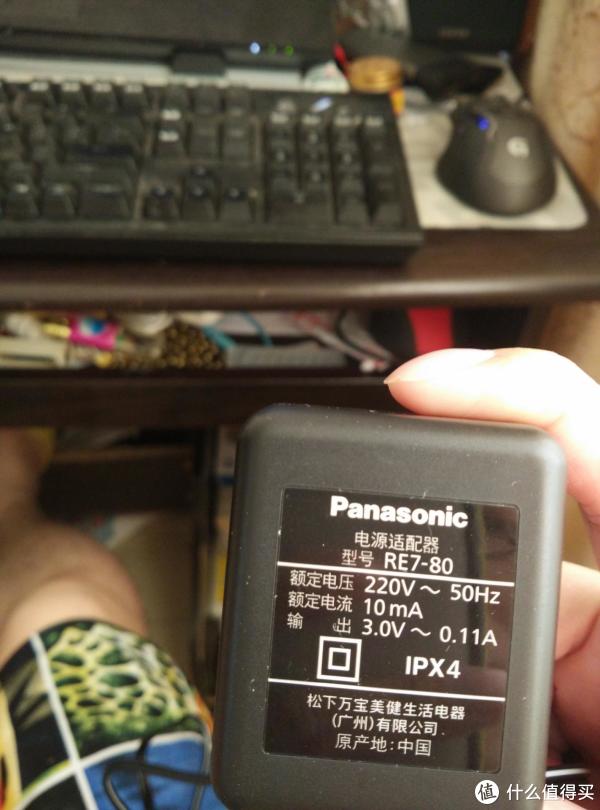 Panasonic
电源适配器
型号 RE7-80
额定电压 220V～ 50Hz
额定电流 10mA
输 出 3.0V～ 0.11A
IPX4
松下万宝美健生活电器
(广州)有限公司
原产地:中国
值 什么值得买